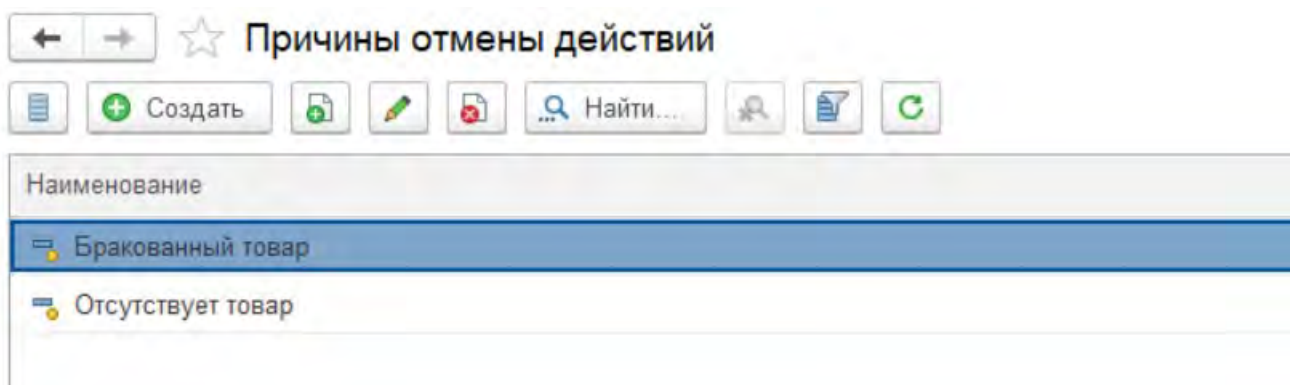 Причины отмены действий
Создать Найти...
Наименование
Бракованный товар
Отсутствует товар